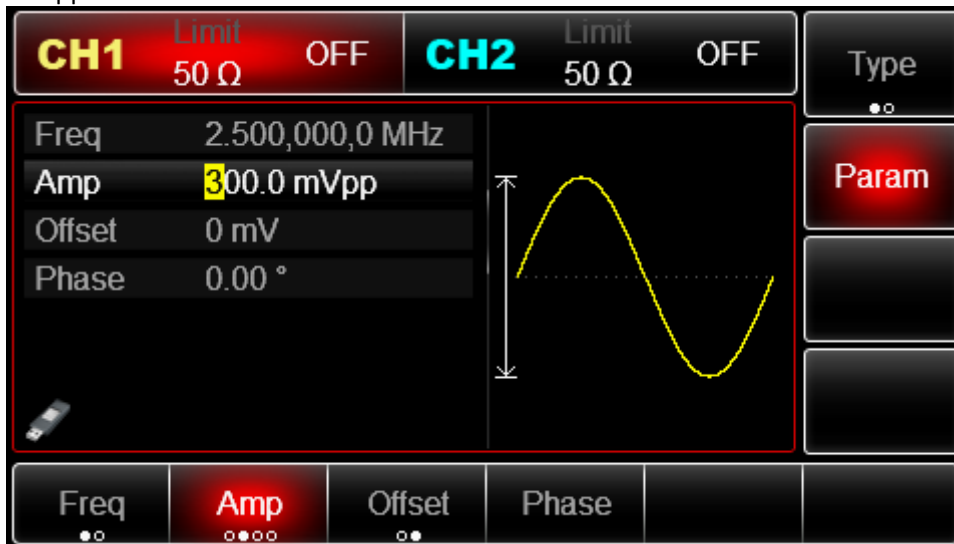 CH1 Limit 50 Ω OFF
CH2 Limit 50 Ω OFF
Type
Freq 2.500,000,0 MHz
Amp 300.0 mVpp
Offset 0 mV
Phase 0.00 °
Param
Freq Amp Offset Phase